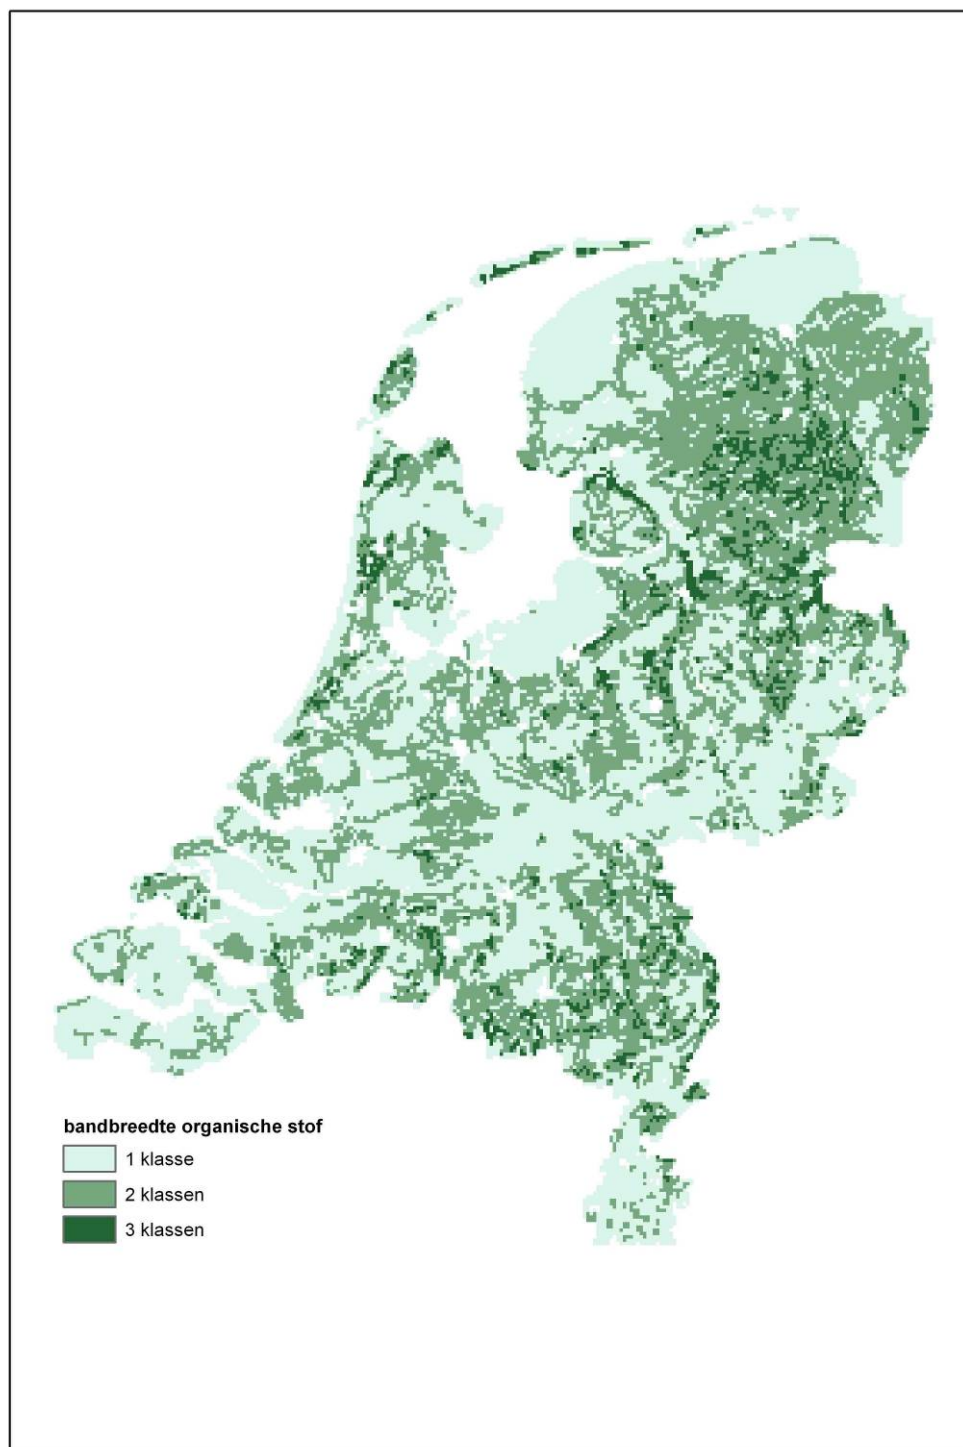 bandbreedte organische stof
1 klasse
2 klassen
3 klassen